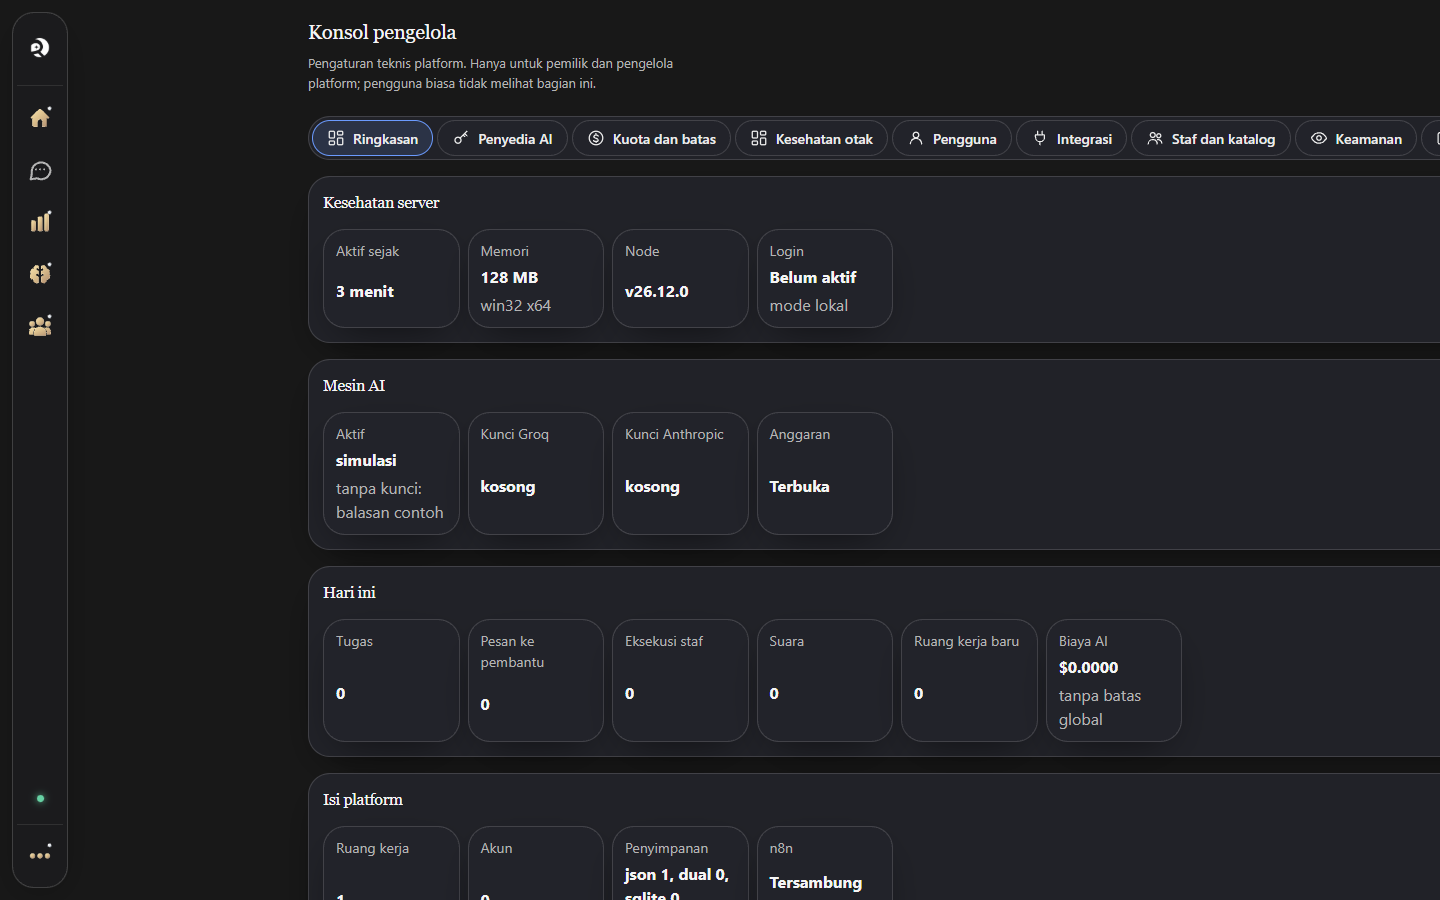 Konsol pengelola
Pengaturan teknis platform. Hanya untuk pemilik dan pengelola
platform; pengguna biasa tidak melihat bagian ini.
Ringkasan
Penyedia AI
Kuota dan batas
Kesehatan otak
Pengguna
Integrasi
Staf dan katalog
Keamanan
Kesehatan server
Aktif sejak
3 menit
Memori
128 MB
win32 x64
Node
v26.12.0
Login
Belum aktif
mode lokal
Mesin AI
Aktif
simulasi
tanpa kunci:
balasan contoh
Kunci Groq
kosong
Kunci Anthropic
kosong
Anggaran
Terbuka
Hari ini
Tugas
0
Pesan ke
pembantu
0
Eksekusi staf
0
Suara
0
Ruang kerja baru
0
Biaya AI
$0.0000
tanpa batas
global
Isi platform
Ruang kerja
1
Akun
0
Penyimpanan
json 1, dual 0,
sqlite 0
n8n
Tersambung